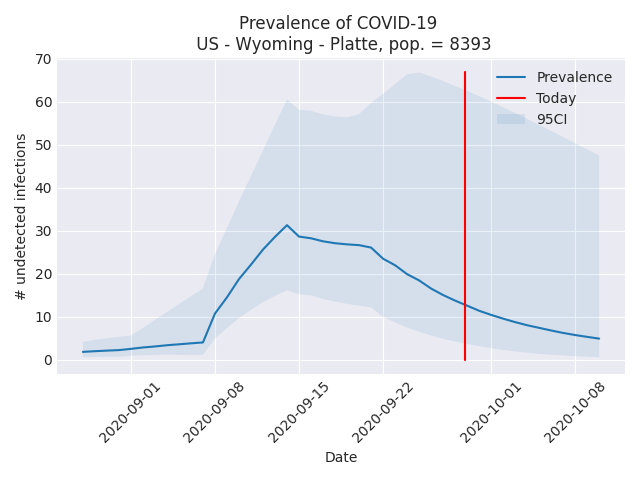 Prevalence of COVID-19
US - Wyoming - Platte, pop. = 8393
70
60
50
40
30
20
10
0
# undetected infections
Prevalence
Today
95CI
2020-09-01
2020-09-08
2020-09-15
2020-09-22
2020-10-01
2020-10-08
Date